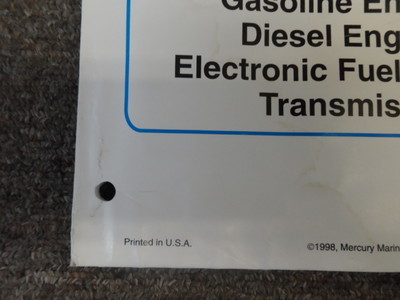 Gasoline En
Diesel Eng
Electronic Fuel
Transmis
Printed in U.S.A.
©1998, Mercury Marin